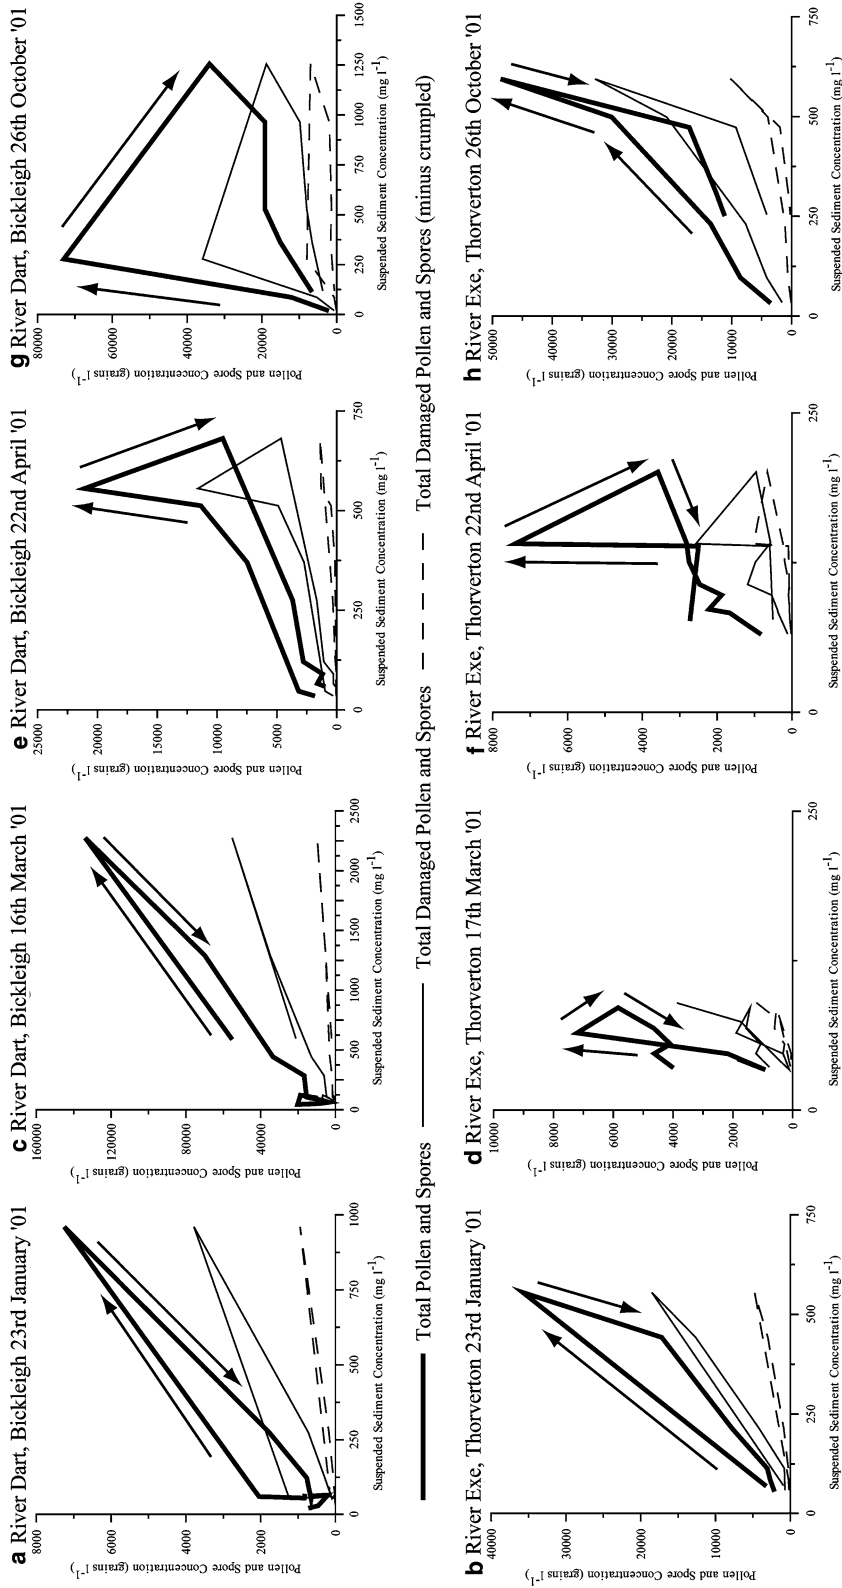 a River Dart, Bickleigh 23rd January '01
Pollen and Spore Concentration (grains l⁻¹)
8000
6000
4000
2000
0
0 250 500 750 1000
Suspended Sediment Concentration (mg l⁻¹)
c River Dart, Bickleigh 16th March '01
Pollen and Spore Concentration (grains l⁻¹)
160000
120000
80000
40000
0
0 500 1000 1500 2000 2500
Suspended Sediment Concentration (mg l⁻¹)
e River Dart, Bickleigh 22nd April '01
Pollen and Spore Concentration (grains l⁻¹)
25000
20000
15000
10000
5000
0
0 250 500 750
Suspended Sediment Concentration (mg l⁻¹)
g River Dart, Bickleigh 26th October '01
Pollen and Spore Concentration (grains l⁻¹)
80000
60000
40000
20000
0
0 250 500 750 1000 1250 1500
Suspended Sediment Concentration (mg l⁻¹)
Total Pollen and Spores Total Damaged Pollen and Spores Total Damaged Pollen and Spores (minus crumpled)
b River Exe, Thorverton 23rd January '01
Pollen and Spore Concentration (grains l⁻¹)
40000
30000
20000
10000
0
0 250 500 750
Suspended Sediment Concentration (mg l⁻¹)
d River Exe, Thorverton 17th March '01
Pollen and Spore Concentration (grains l⁻¹)
10000
8000
6000
4000
2000
0
0 250
Suspended Sediment Concentration (mg l⁻¹)
f River Exe, Thorverton 22nd April '01
Pollen and Spore Concentration (grains l⁻¹)
8000
6000
4000
2000
0
0 250
Suspended Sediment Concentration (mg l⁻¹)
h River Exe, Thorverton 26th October '01
Pollen and Spore Concentration (grains l⁻¹)
50000
40000
30000
20000
10000
0
0 250 500 750
Suspended Sediment Concentration (mg l⁻¹)